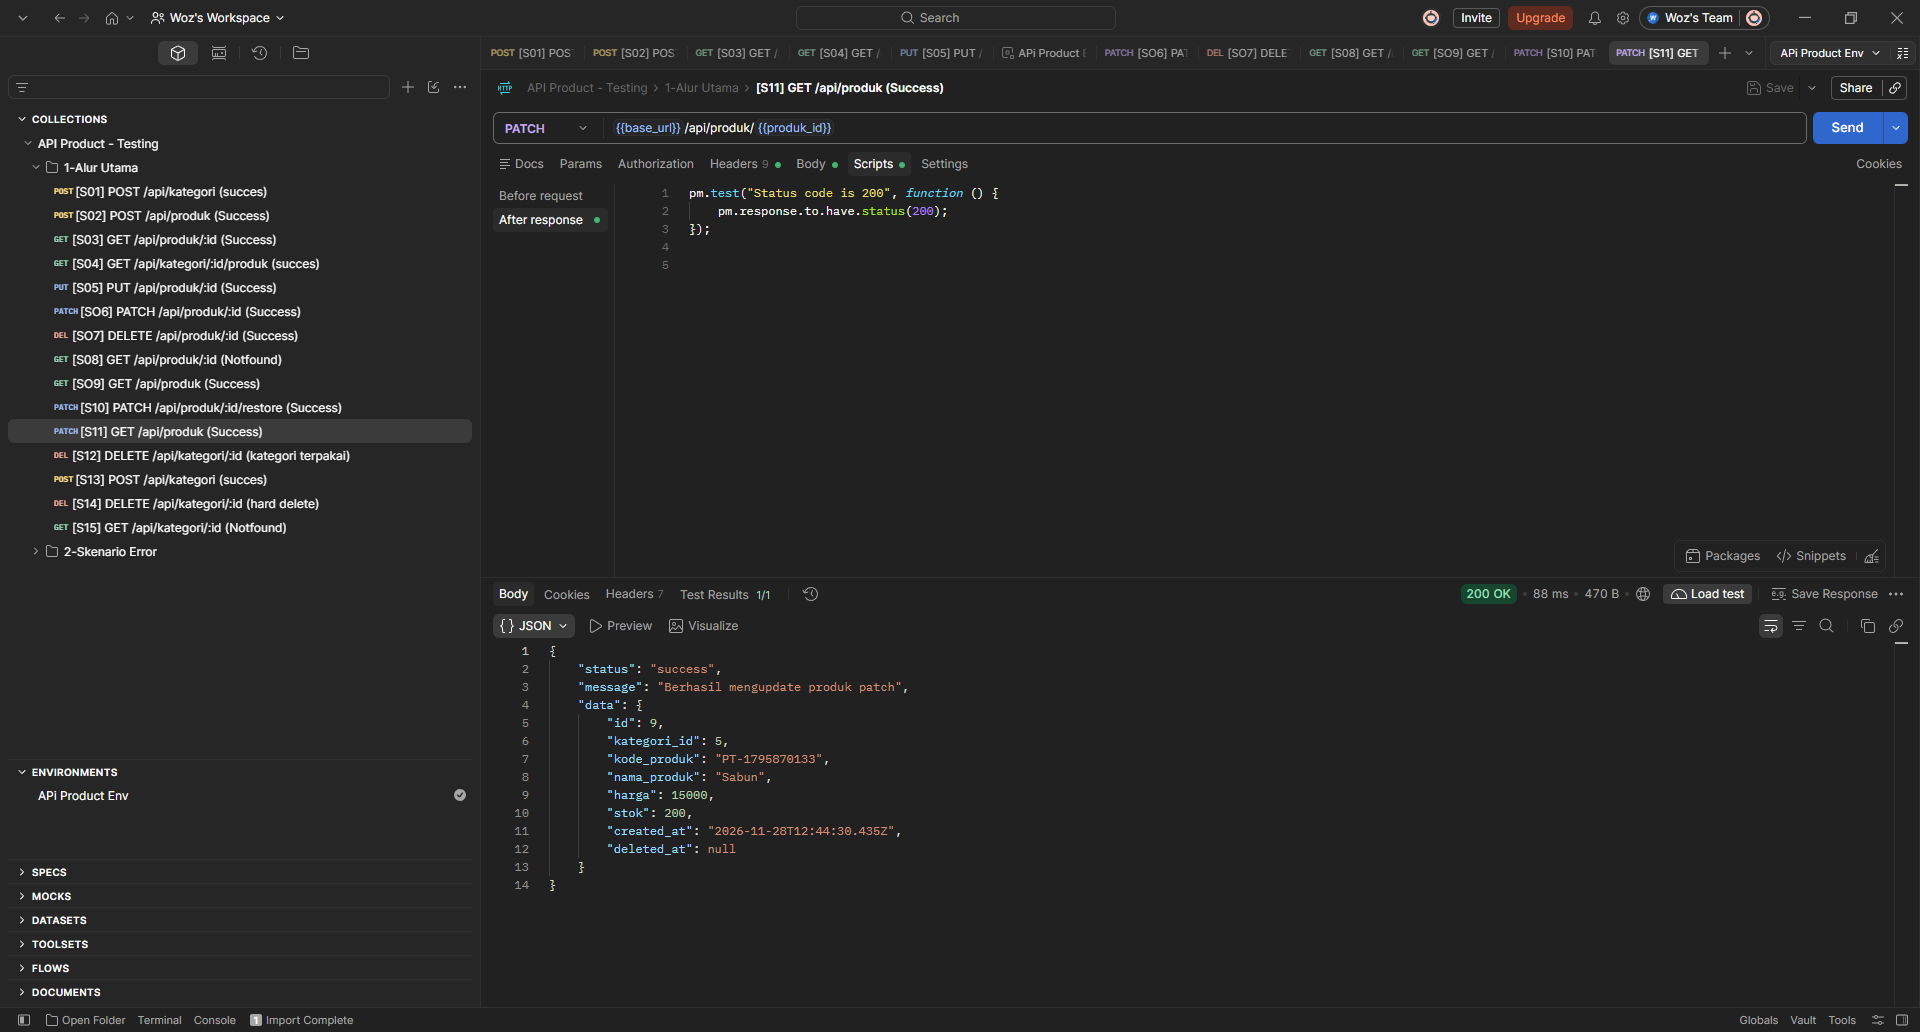 Woz's Workspace
Search
Invite
Upgrade
Woz's Team
POST [S01] POS
POST [S02] POS
GET [S03] GET /
GET [S04] GET /
PUT [S05] PUT /
APi Product
PATCH [SO6] PA
DEL [SO7] DELE
GET [S08] GET /
GET [SO9] GET /
PATCH [S10] PAT
PATCH [S11] GET
APi Product Env
API Product - Testing > 1-Alur Utama > [S11] GET /api/produk (Success)
Save
Share
PATCH
{{base_url}} /api/produk/ {{produk_id}}
Send
Docs
Params
Authorization
Headers 9
Body
Scripts
Settings
Cookies
Before request
After response
1 pm.test("Status code is 200", function () {
2 pm.response.to.have.status(200);
3 });
4
5
Packages
</> Snippets
COLLECTIONS
API Product - Testing
1-Alur Utama
POST [S01] POST /api/kategori (succes)
POST [S02] POST /api/produk (Success)
GET [S03] GET /api/produk/:id (Success)
GET [S04] GET /api/kategori/:id/produk (succes)
PUT [S05] PUT /api/produk/:id (Success)
PATCH [SO6] PATCH /api/produk/:id (Success)
DEL [SO7] DELETE /api/produk/:id (Success)
GET [S08] GET /api/produk/:id (Notfound)
GET [SO9] GET /api/produk (Success)
PATCH [S10] PATCH /api/produk/:id/restore (Success)
PATCH [S11] GET /api/produk (Success)
DEL [S12] DELETE /api/kategori/:id (kategori terpakai)
POST [S13] POST /api/kategori (succes)
DEL [S14] DELETE /api/kategori/:id (hard delete)
GET [S15] GET /api/kategori/:id (Notfound)
2-Skenario Error
ENVIRONMENTS
APi Product Env
SPECS
MOCKS
DATASETS
TOOLSETS
FLOWS
DOCUMENTS
Body
Cookies
Headers 7
Test Results 1/1
200 OK
88 ms
470 B
Load test
e.g. Save Response
{} JSON
Preview
Visualize
1 {
2 "status": "success",
3 "message": "Berhasil mengupdate produk patch",
4 "data": {
5 "id": 9,
6 "kategori_id": 5,
7 "kode_produk": "PT-1795870133",
8 "nama_produk": "Sabun",
9 "harga": 15000,
10 "stok": 200,
11 "created_at": "2026-11-28T12:44:30.435Z",
12 "deleted_at": null
13 }
14 }
Open Folder
Terminal
Console
1 Import Complete
Globals
Vault
Tools